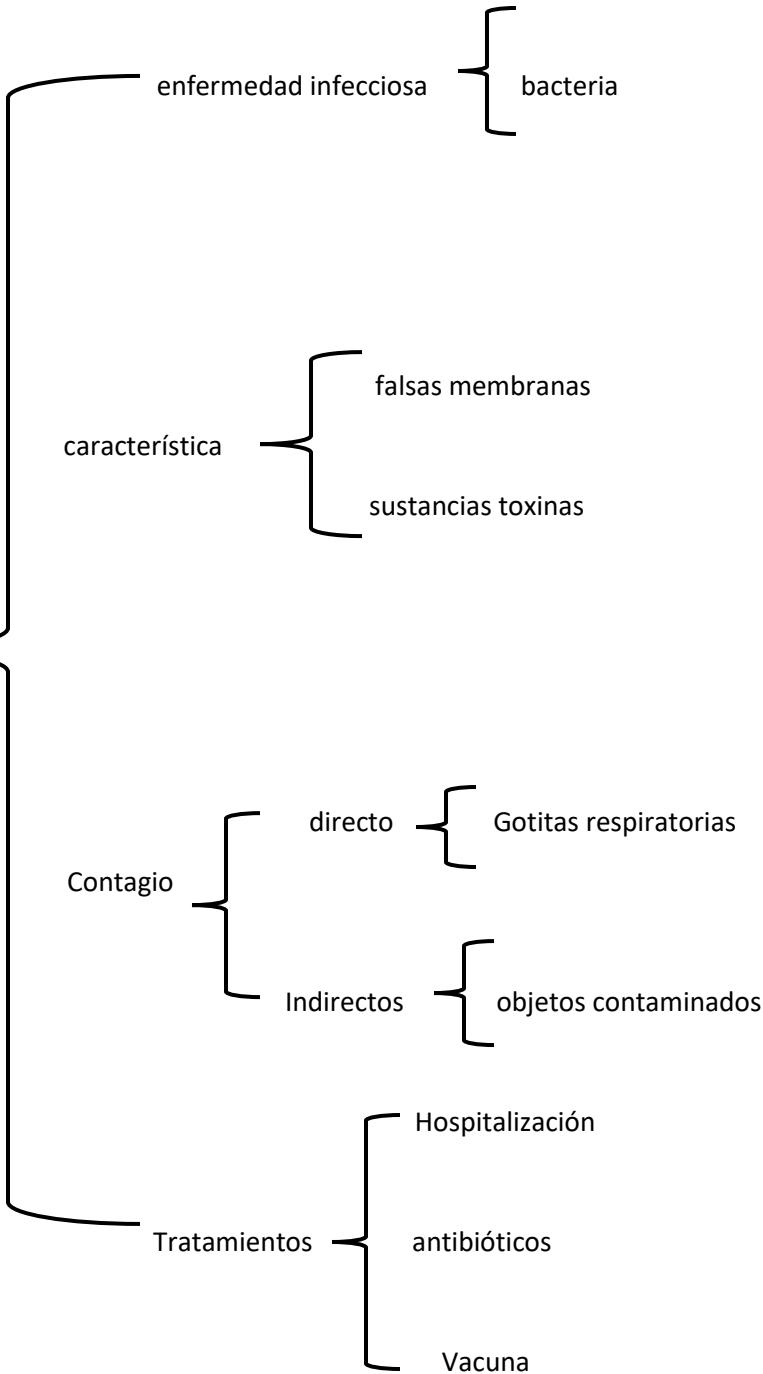 enfermedad infecciosa
bacteria
falsas membranas
característica
sustancias toxinas
directo
Gotitas respiratorias
Contagio
Indirectos
objetos contaminados
Hospitalización
Tratamientos
antibióticos
Vacuna